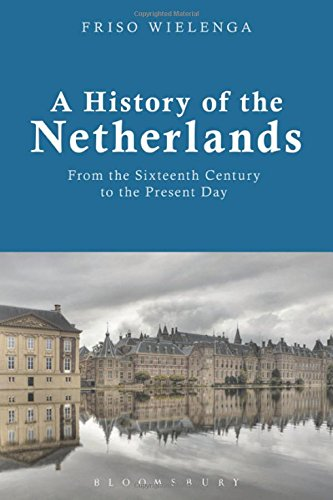 FRISO WIELENGA
A History of the
Netherlands
From the Sixteenth Century
to the Present Day
BLOOMSBURY